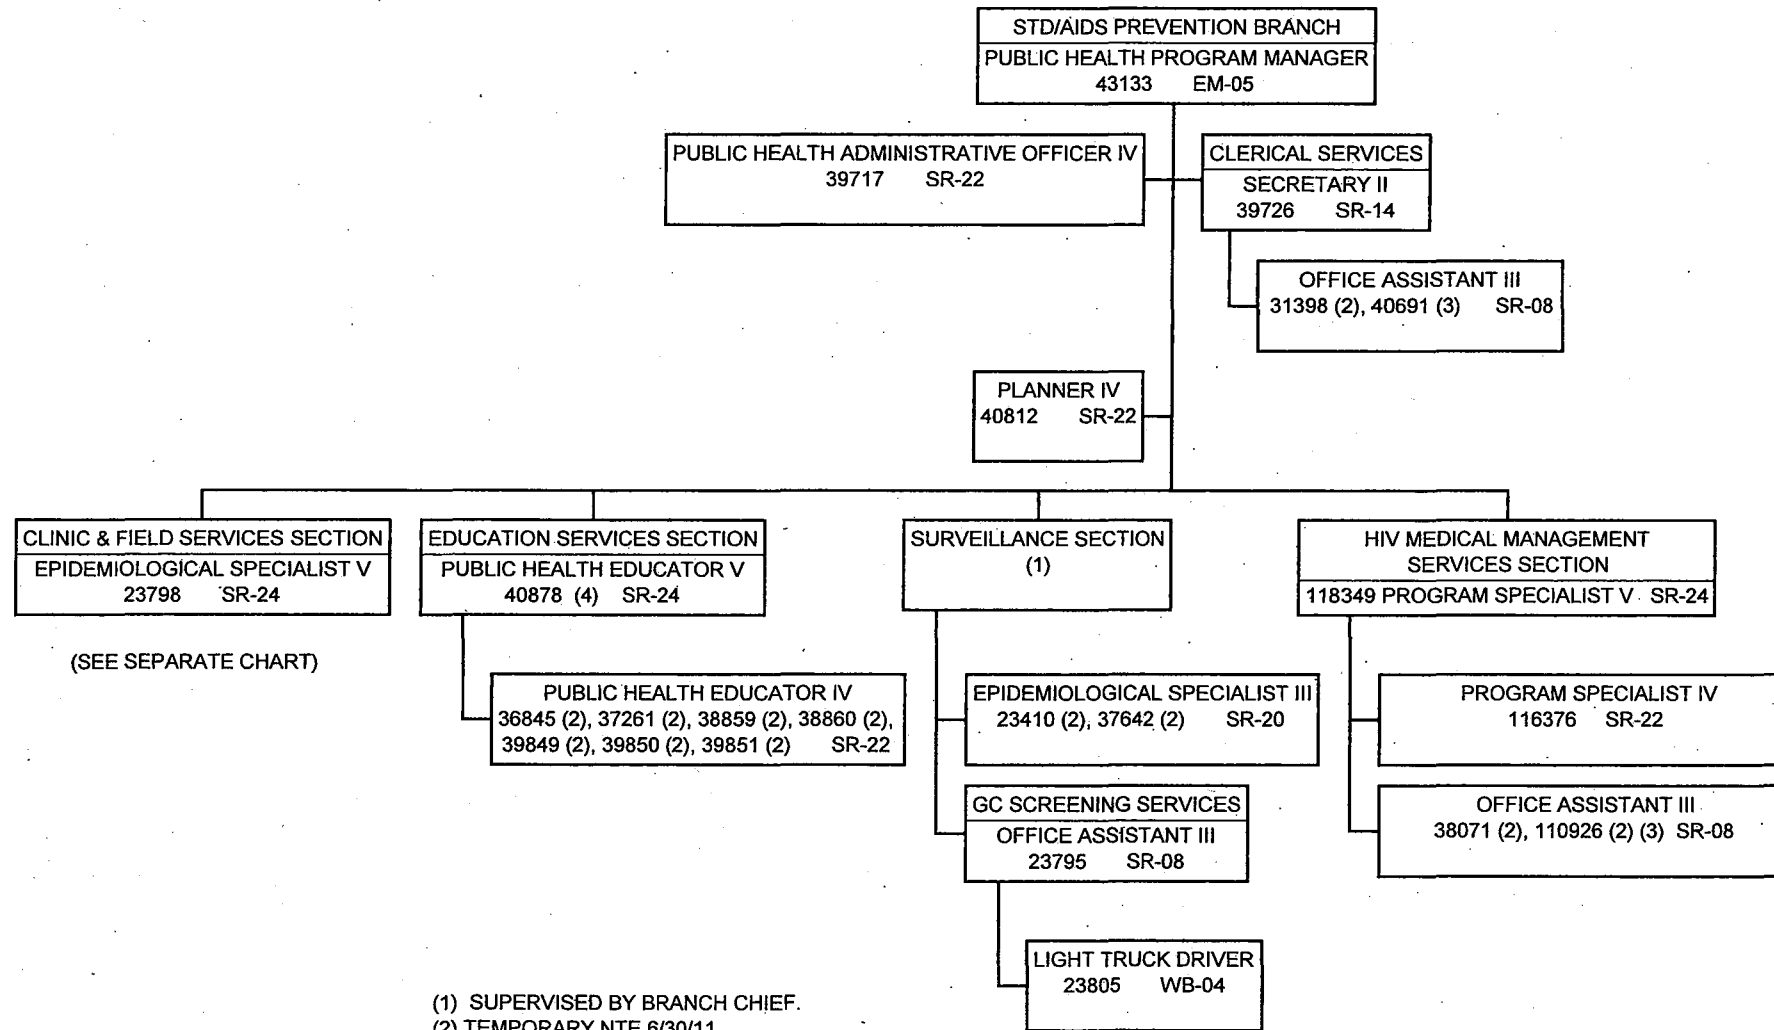 STD/AIDS PREVENTION BRANCH
PUBLIC HEALTH PROGRAM MANAGER
43133 EM-05
PUBLIC HEALTH ADMINISTRATIVE OFFICER IV
39717 SR-22
CLERICAL SERVICES
SECRETARY II
39726 SR-14
OFFICE ASSISTANT III
31398 (2), 40691 (3) SR-08
PLANNER IV
40812 SR-22
CLINIC & FIELD SERVICES SECTION
EPIDEMIOLOGICAL SPECIALIST V
23798 SR-24
(SEE SEPARATE CHART)
EDUCATION SERVICES SECTION
PUBLIC HEALTH EDUCATOR V
40878 (4) SR-24
PUBLIC HEALTH EDUCATOR IV
36845 (2), 37261 (2), 38859 (2), 38860 (2),
39849 (2), 39850 (2), 39851 (2) SR-22
SURVEILLANCE SECTION
(1)
EPIDEMIOLOGICAL SPECIALIST III
23410 (2), 37642 (2) SR-20
GC SCREENING SERVICES
OFFICE ASSISTANT III
23795 SR-08
LIGHT TRUCK DRIVER
23805 WB-04
HIV MEDICAL MANAGEMENT
SERVICES SECTION
118349 PROGRAM SPECIALIST V SR-24
PROGRAM SPECIALIST IV
116376 SR-22
OFFICE ASSISTANT III
38071 (2), 110926 (2) (3) SR-08
(1) SUPERVISED BY BRANCH CHIEF.
(2) TEMPORARY NTE 6/30/11